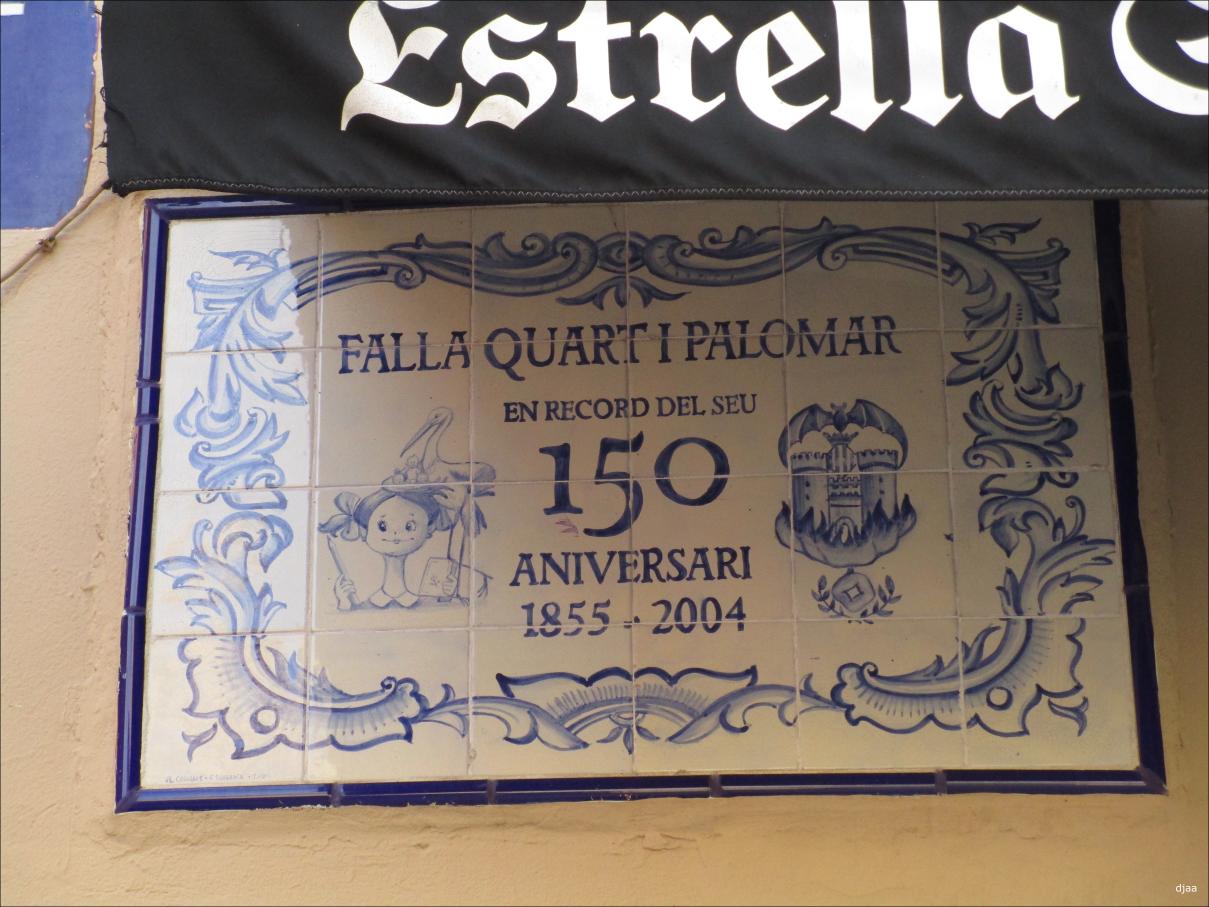 Estrella
FALLA QUART I PALOMAR
EN RECORD DEL SEU
150
ANIVERSARI
1855 - 2004
djaa